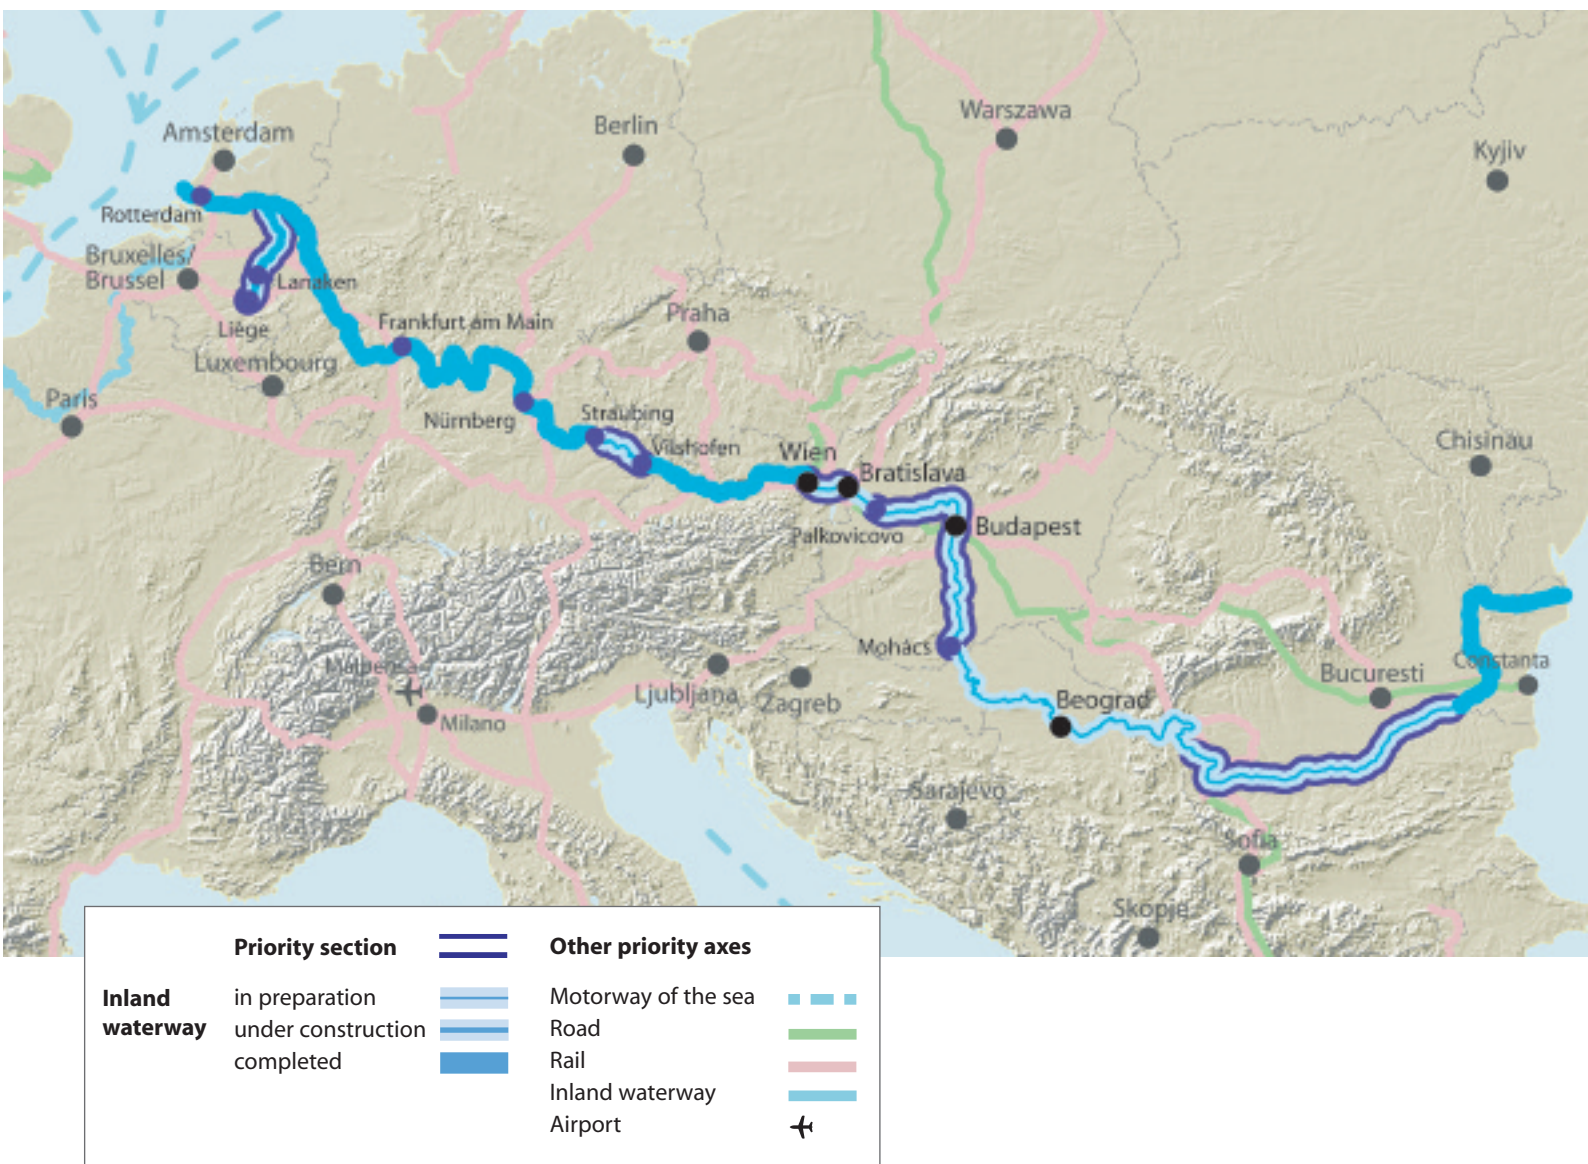 Warszawa
Berlin
Amsterdam
Kyjiv
Rotterdam
Bruxelles/
Brussel
Lanaken
Liège
Praha
Frankfurt am Main
Luxembourg
Paris
Nürnberg
Straubing
Vilshofen
Wien
Bratislava
Chisinau
Palkovicovo
Budapest
Bern
Mohács
Malpensa
Constanta
Bucuresti
Ljubljana
Zagreb
Beograd
Milano
Sarajevo
Sofia
Skopje
Priority section
Other priority axes
Inland
waterway
in preparation
under construction
completed
Motorway of the sea
Road
Rail
Inland waterway
Airport